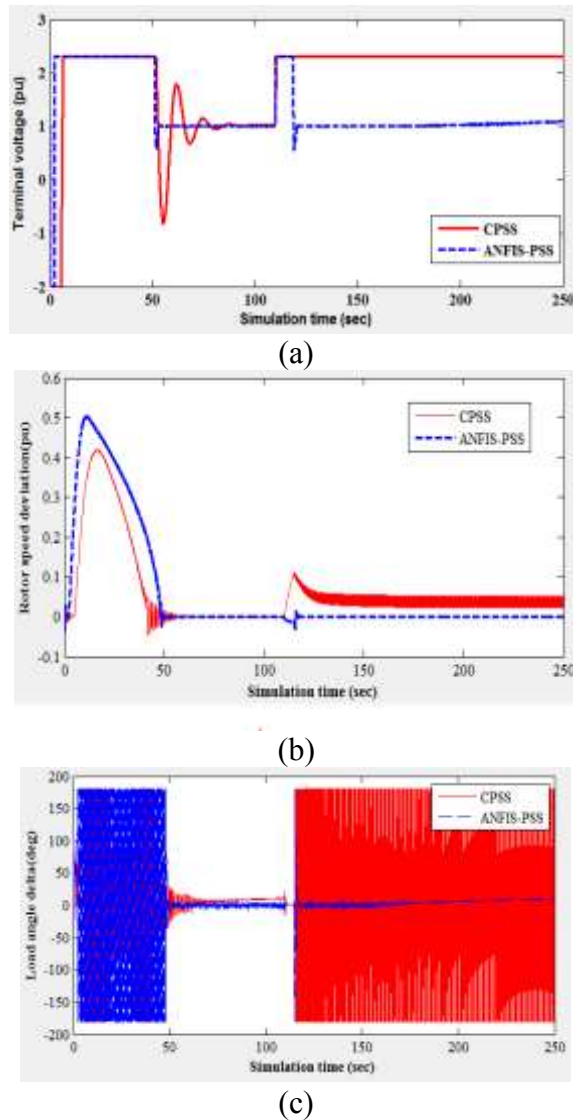 3
2
1
0
-1
-2
0
50
100
150
200
250
Terminal voltage (pu)
Simulation time (sec)
CPSS
ANFIS-PSS
(a)
0.6
0.5
0.4
0.3
0.2
0.1
0
-0.1
0
50
100
150
200
250
Rotor speed deviation(pu)
Simulation time (sec)
CPSS
ANFIS-PSS
(b)
200
150
100
50
0
-50
-100
-150
-200
0
50
100
150
200
250
Load angle delta(deg)
Simulation time (sec)
CPSS
ANFIS-PSS
(c)